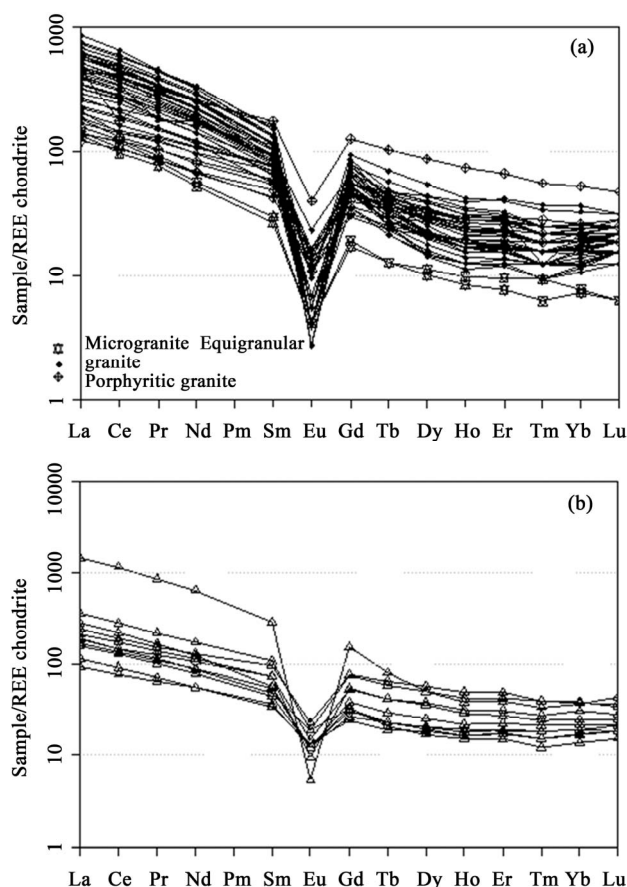 (a)
1000
100
10
1
Sample/REE chondrite
Microgranite Equigranular
granite
Porphyritic granite
La Ce Pr Nd Pm Sm Eu Gd Tb Dy Ho Er Tm Yb Lu
(b)
10000
1000
100
10
1
Sample/REE chondrite
La Ce Pr Nd Pm Sm Eu Gd Tb Dy Ho Er Tm Yb Lu